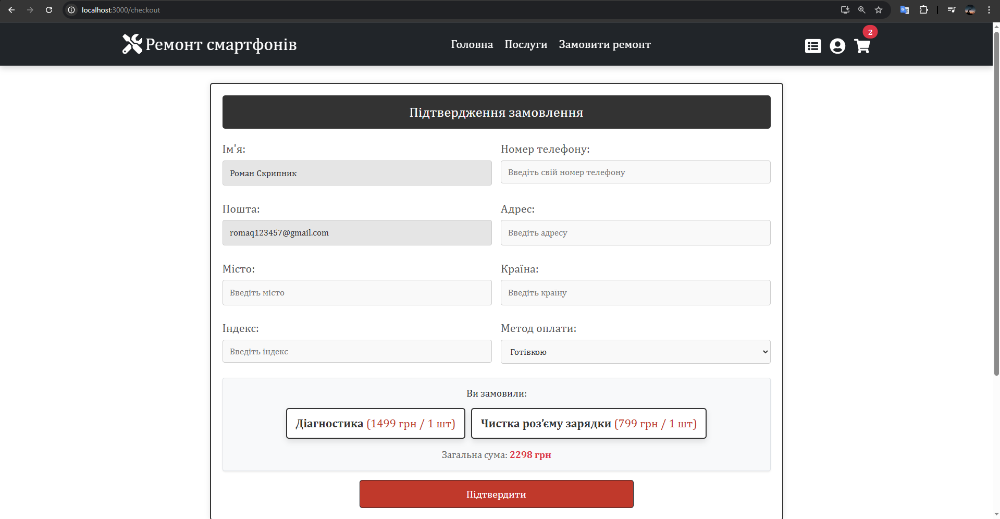 localhost:3000/checkout
Ремонт смартфонів
Головна Послуги Замовити ремонт
2
Підтвердження замовлення
Ім'я: Номер телефону:
Роман Скрипник Введіть свій номер телефону
Пошта: Адрес:
romaq123457@gmail.com Введіть адресу
Місто: Країна:
Введіть місто Введіть країну
Індекс: Метод оплати:
Введіть індекс Готівкою
Ви замовили:
Діагностика (1499 грн / 1 шт) Чистка роз’єму зарядки (799 грн / 1 шт)
Загальна сума: 2298 грн
Підтвердити